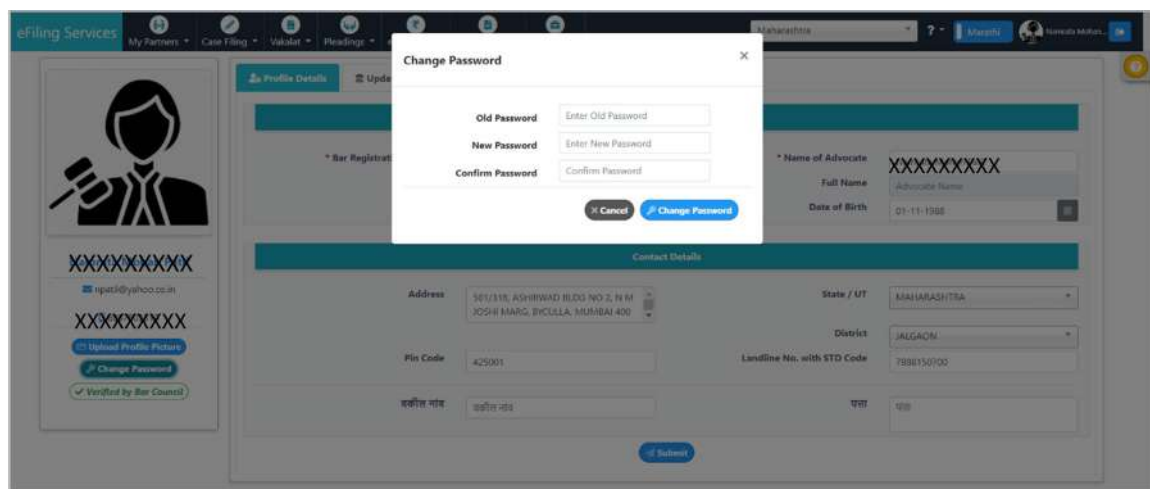 eFiling Services
My Partners
Case Filing
Vakalat
Pleadings
Maharashtra
?
Marathi
Change Password
×
Old Password
Enter Old Password
New Password
Enter New Password
Confirm Password
Confirm Password
× Cancel
Change Password
Profile Details
* Name of Advocate
XXXXXXXXX
Full Name
Advocate Name
Date of Birth
01-11-1988
XXXXXXXXX
npatil@yahoo.co.in
XXXXXXXXX
Upload Profile Picture
Change Password
Verified by Bar Council
Contact Details
Address
501/318, ASHIRWAD BLDG NO 2, N M
JOSHI MARG, BYCULLA, MUMBAI 400
State / UT
MAHARASHTRA
District
JALGAON
Pin Code
425001
Landline No. with STD Code
7888150700
वकील नांव
वकील नांव
पत्ता
पत्ता
Submit